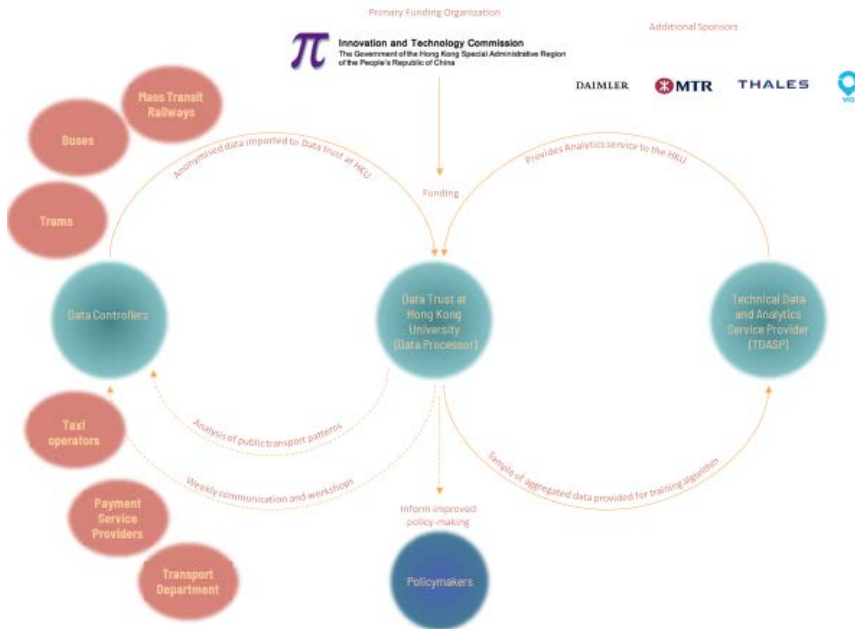 Primary Funding Organization
Additional Sponsors
Innovation and Technology Commission
The Government of the Hong Kong Special Administrative Region
of the People's Republic of China
DAIMLER
MTR
THALES
Mass Transit
Railways
Buses
Trams
Anonymised data imported to Data trust at HKU
Funding
Provides Analytics service to the HKU
Data Controllers
Data Trust at
Hong Kong
University
(Data Processor)
Technical Data
and Analytics
Service Provider
(TDASP)
Taxi
operators
Analysis of public transport patterns
Weekly communication and workshops
Sample of aggregated data provided for training algorithm
Payment
Service
Providers
Inform improved
policy-making
Transport
Department
Policymakers